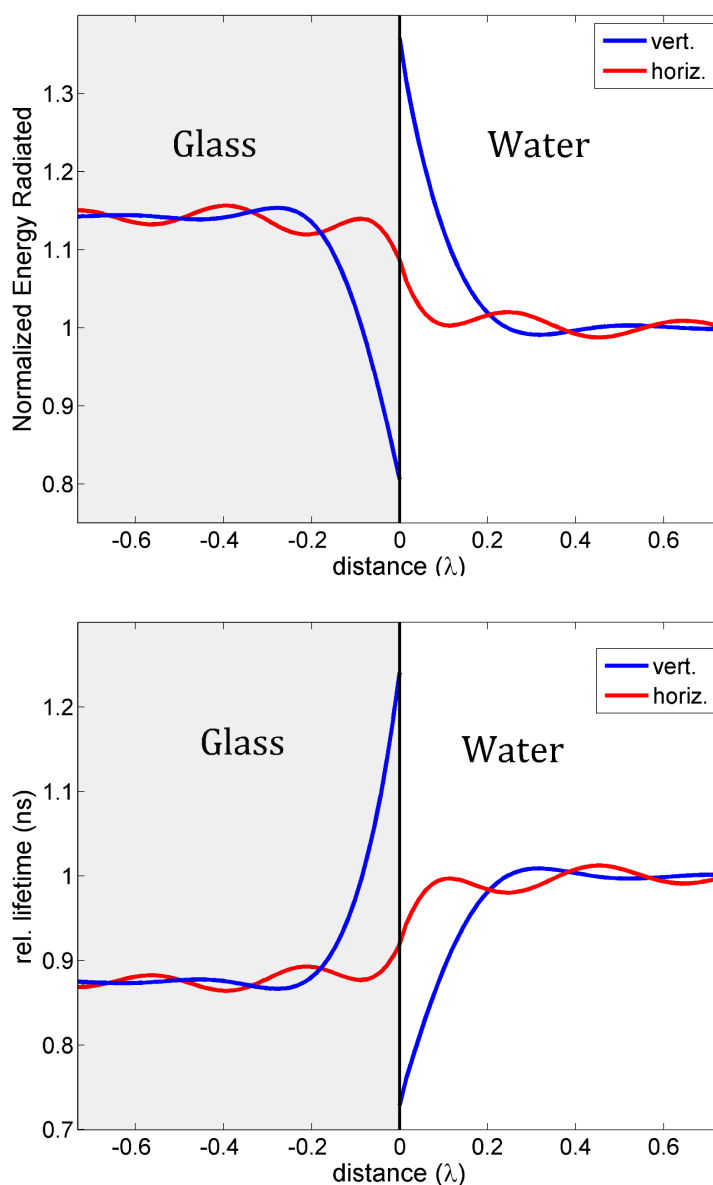 Normalized Energy Radiated
1.3
1.2
1.1
1
0.9
0.8
Glass
Water
vert.
horiz.
-0.6 -0.4 -0.2 0 0.2 0.4 0.6
distance (λ)
rel. lifetime (ns)
1.2
1.1
1
0.9
0.8
0.7
Glass
Water
vert.
horiz.
-0.6 -0.4 -0.2 0 0.2 0.4 0.6
distance (λ)